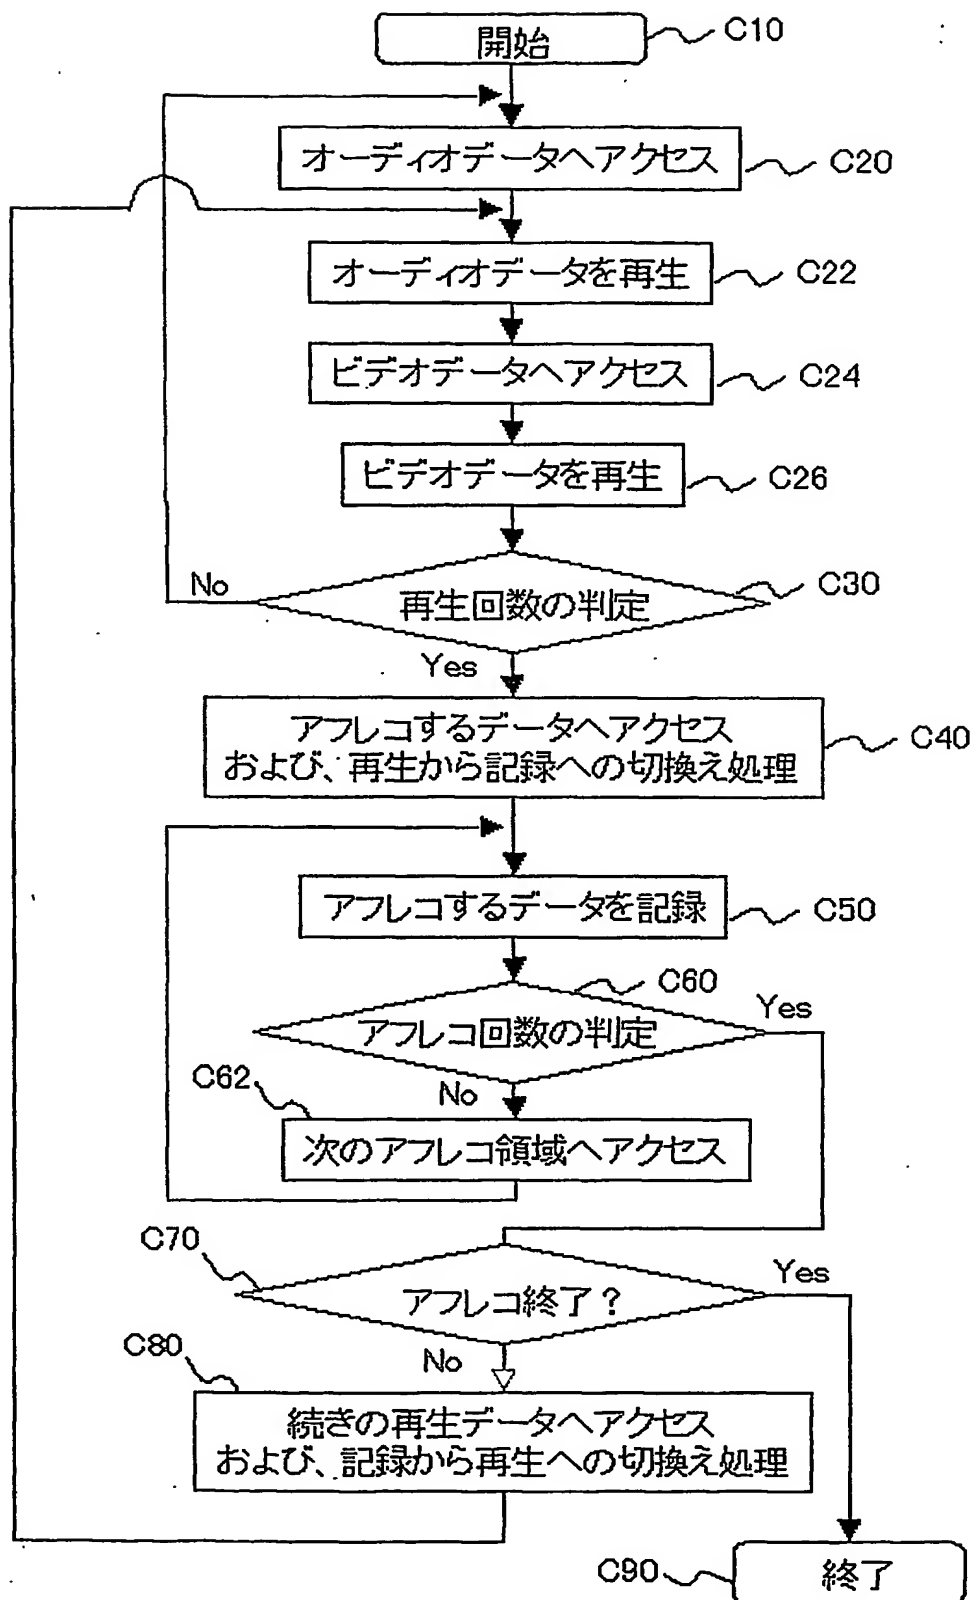 開始
C10
オーディオデータへアクセス
C20
オーディオデータを再生
C22
ビデオデータへアクセス
C24
ビデオデータを再生
C26
No
再生回数の判定
C30
Yes
アフレコするデータへアクセス
および、再生から記録への切換え処理
C40
アフレコするデータを記録
C50
C60
アフレコ回数の判定
Yes
C62
No
次のアフレコ領域へアクセス
C70
アフレコ終了?
Yes
C80
No
続きの再生データへアクセス
および、記録から再生への切換え処理
C90
終了